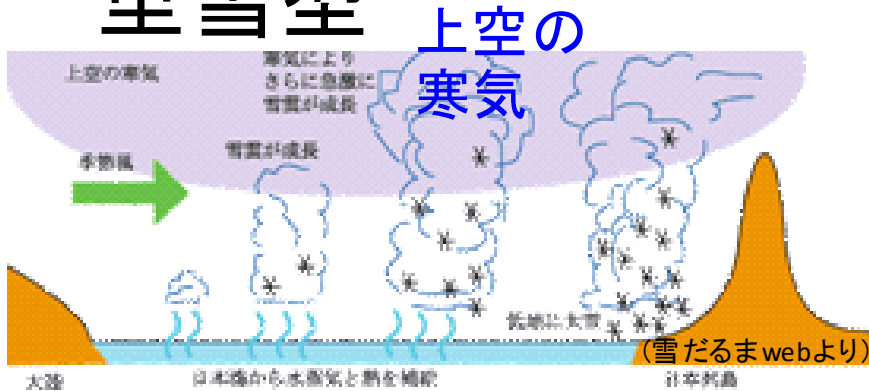 里雪型
上空の
寒気
上空の寒気
寒気により
さらに急激に
雪雲が成長
雪雲が成長
季節風
低地に大雪
(雪だるまwebより)
大陸
日本海から水蒸気と熱を補給
日本列島